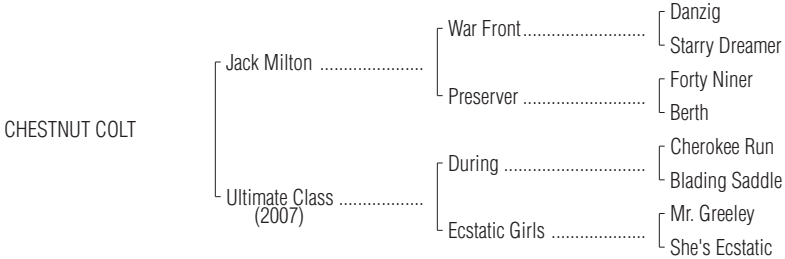 Danzig
War Front........................
Starry Dreamer
Jack Milton ......................
Forty Niner
Preserver ........................
Berth
CHESTNUT COLT
Cherokee Run
During ............................
Blading Saddle
Ultimate Class ..................
(2007)
Mr. Greeley
Ecstatic Girls ...................
She's Ecstatic